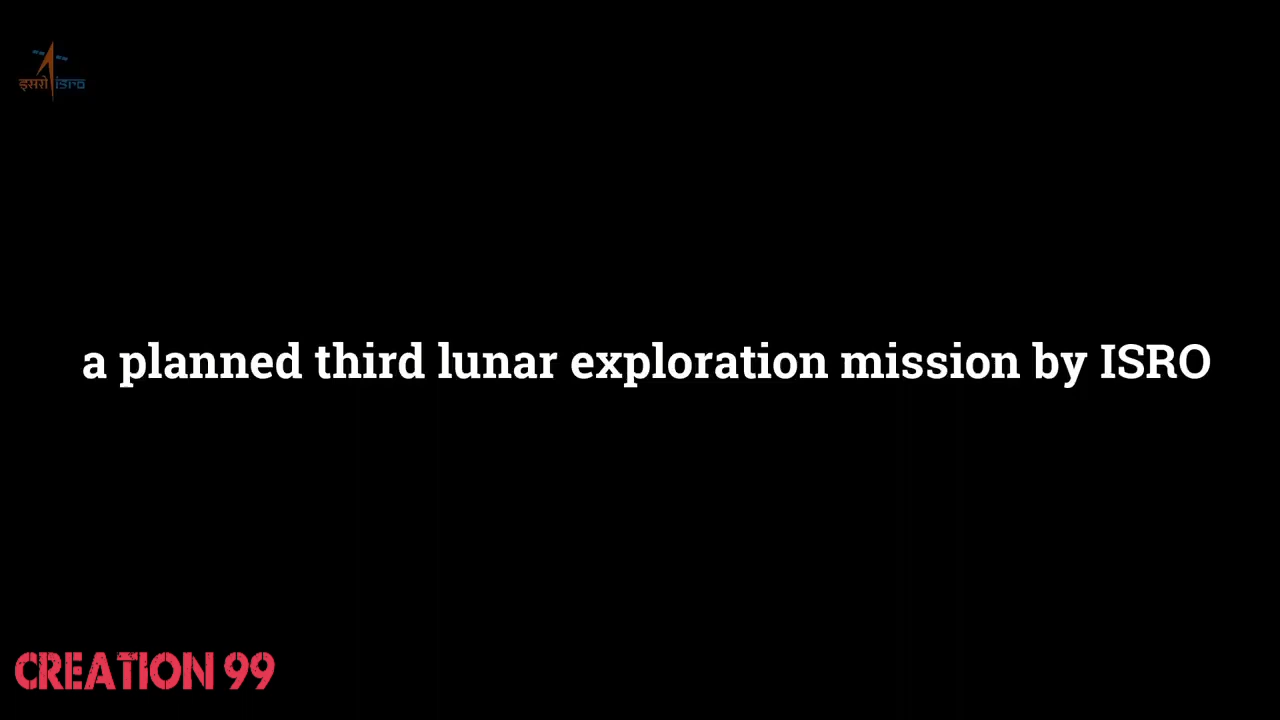 इसरो isro
a planned third lunar exploration mission by ISRO
CREATION 99